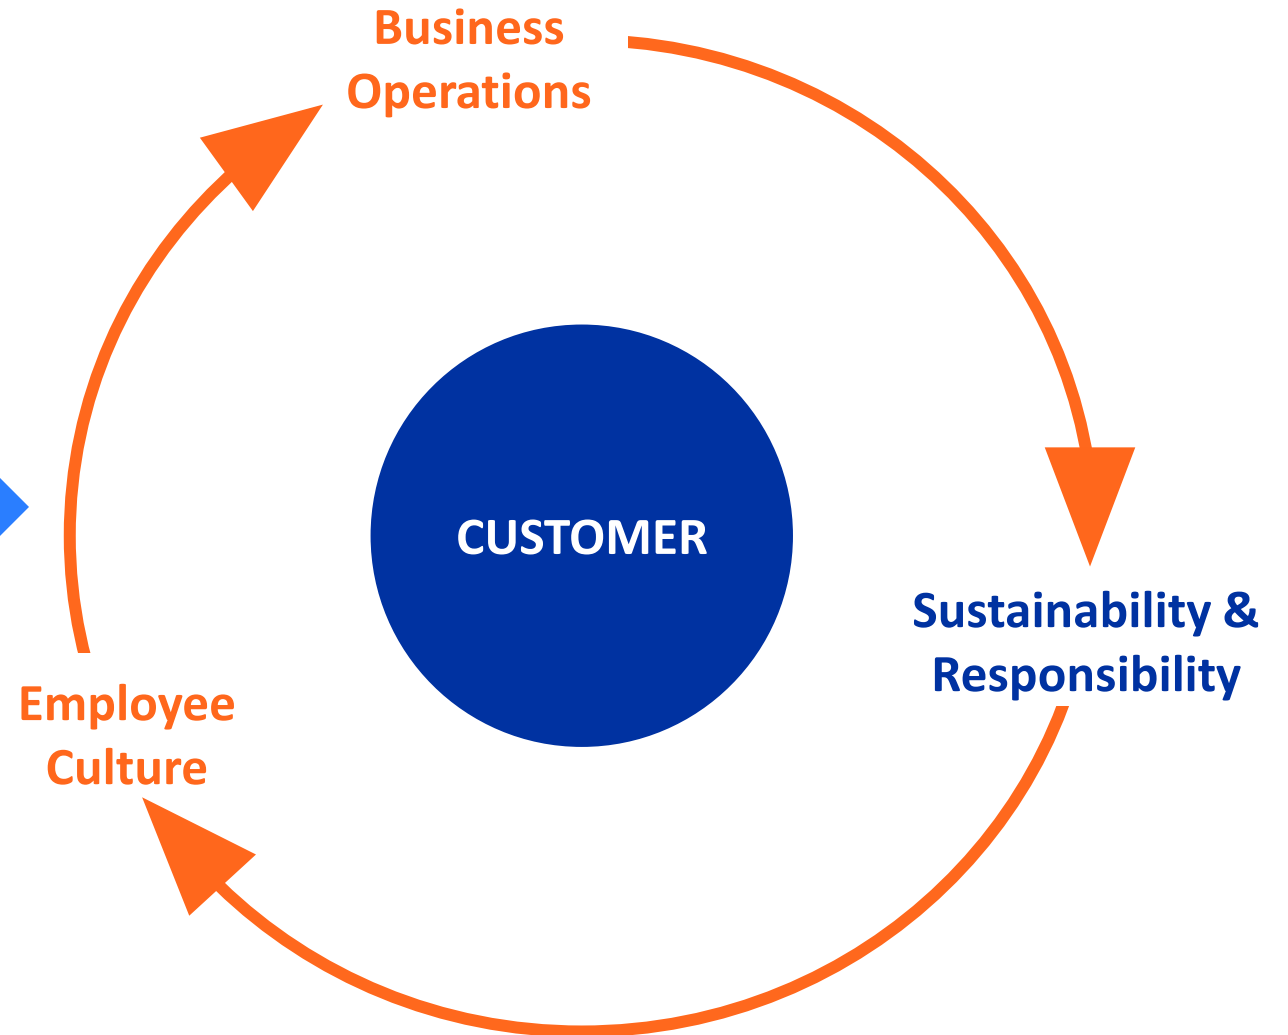 Business
Operations
CUSTOMER
Sustainability &
Responsibility
Employee
Culture